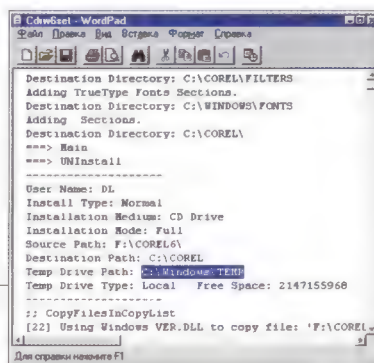 Cdrw6set - WordPad
Файл Правка Вид Вставка Формат Справка
Destination Directory: C:\COREL\FILTERS
Adding TrueType Fonts Sections.
Destination Directory: C:\WINDOWS\FONTS
Adding Sections.
Destination Directory: C:\COREL\
===> Main
===> UNInstall
---------------------
User Name: DL
Install Type: Normal
Installation Medium: CD Drive
Installation Mode: Full
Source Path: F:\COREL6\
Destination Path: C:\COREL
Temp Drive Path: C:\Windows\TEMP
Temp Drive Type: Local Free Space: 2147155968
---------------------
;; CopyFilesInCopyList
[22] Using Windows VER.DLL to copy file: 'F:\COREL
Для справки нажмите F1